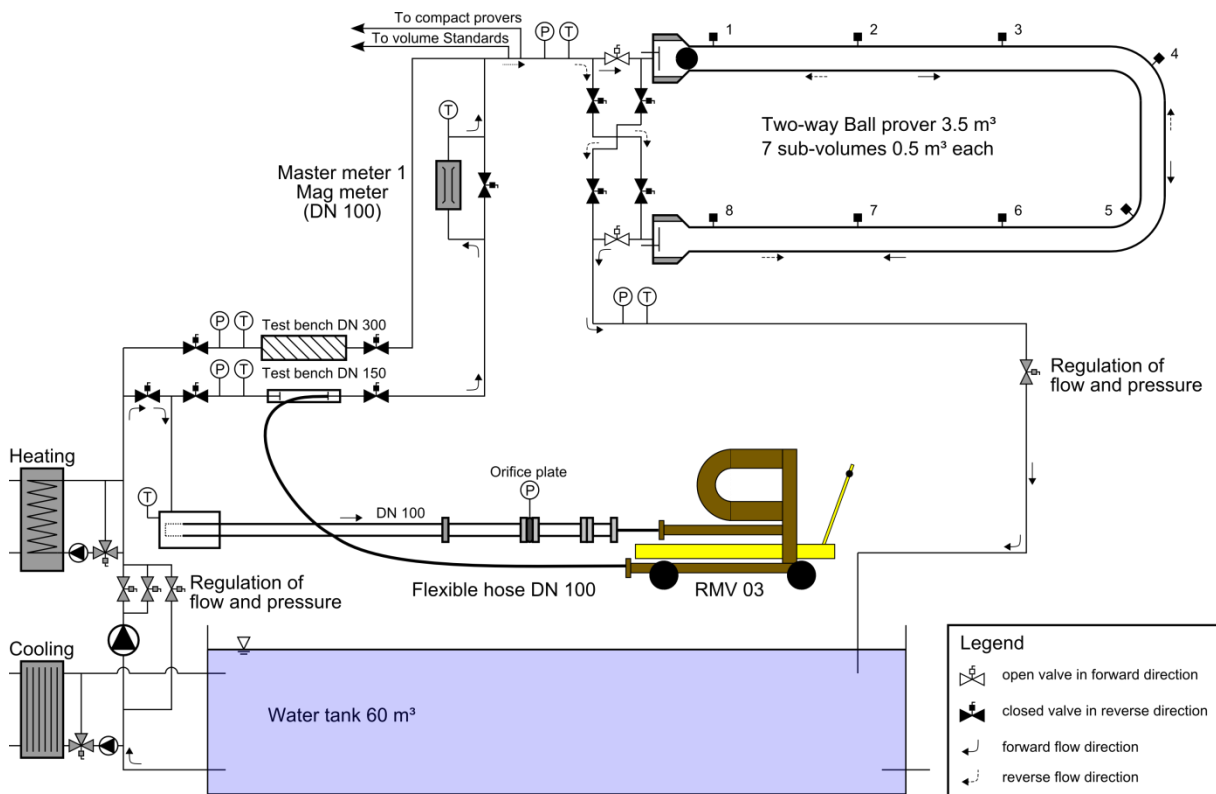 To compact provers
To volume Standards
P
T
1
2
3
4
T
Two-way Ball prover 3.5 m³
7 sub-volumes 0.5 m³ each
Master meter 1
Mag meter
(DN 100)
8
7
6
5
P
T
P
T
Test bench DN 300
Regulation of
flow and pressure
P
T
Test bench DN 150
Heating
Orifice plate
P
T
DN 100
Regulation of
flow and pressure
Flexible hose DN 100
RMV 03
Cooling
Water tank 60 m³
Legend
open valve in forward direction
closed valve in reverse direction
forward flow direction
reverse flow direction